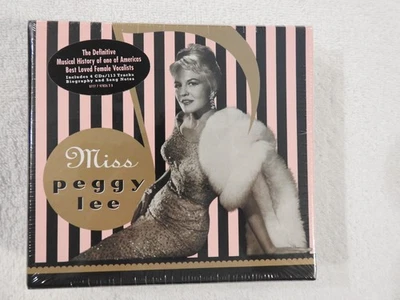 The Definitive
Musical History of one of Americas
Best Loved Female Vocalists
Includes 4 CDs/113 Tracks
Biography and Song Notes
Miss
peggy
lee